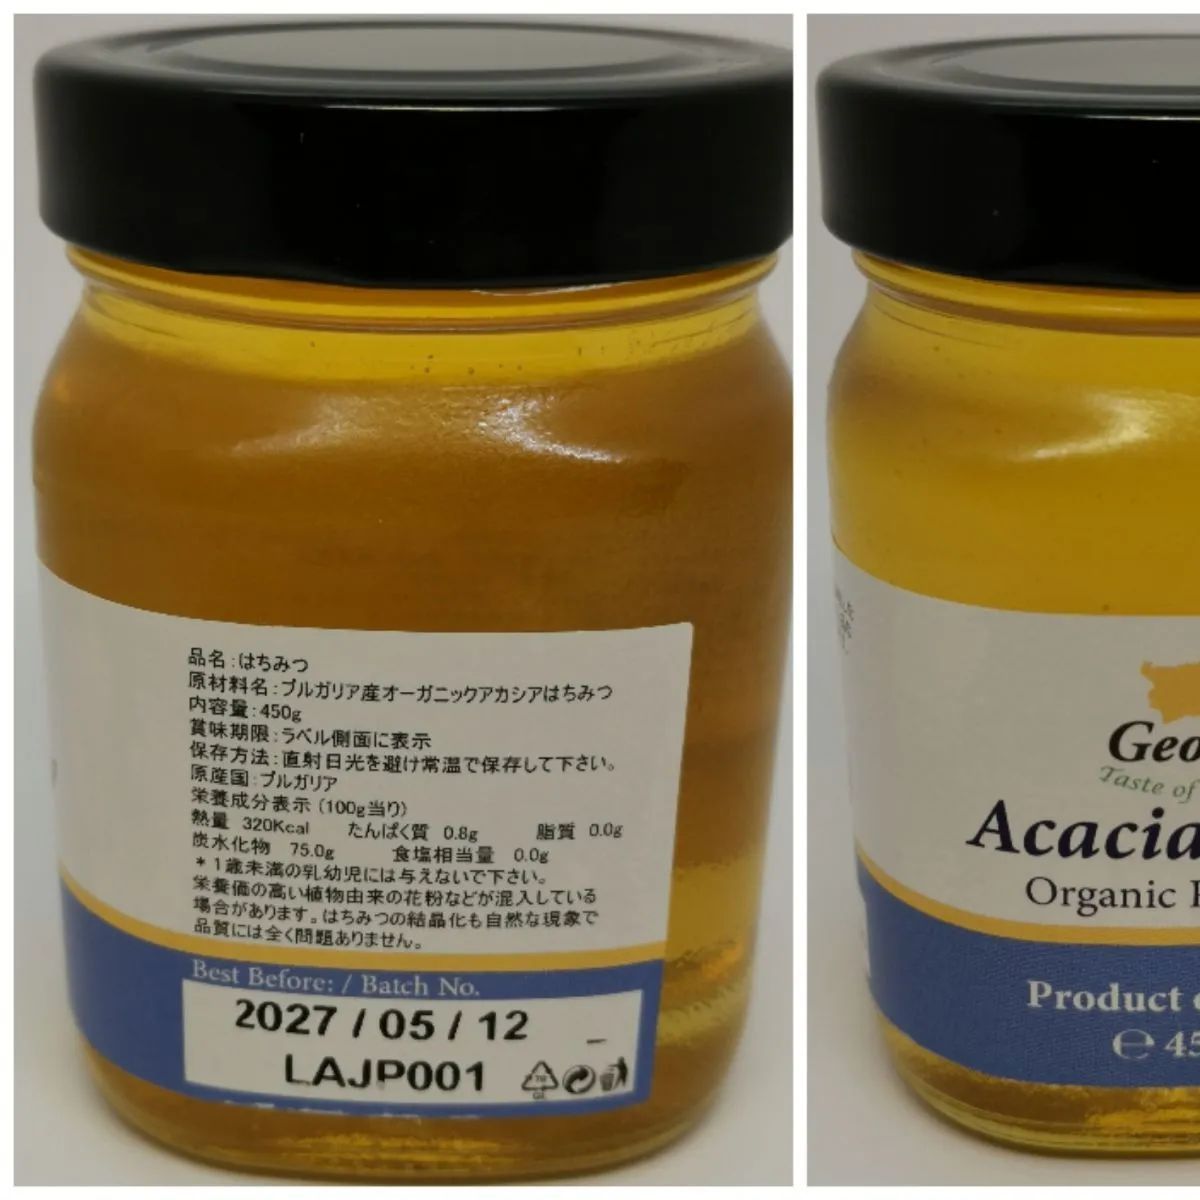 品名：はちみつ
原材料名：ブルガリア産オーガニックアカシアはちみつ
内容量：450g
賞味期限：ラベル側面に表示
保存方法：直射日光を避け常温で保存して下さい。
原産国：ブルガリア
栄養成分表示（100g当り）
熱量 320Kcal たんぱく質 0.8g 脂質 0.0g
炭水化物 75.0g 食塩相当量 0.0g
＊１歳未満の乳幼児には与えないで下さい。
栄養価の高い植物由来の花粉などが混入している
場合があります。はちみつの結晶化も自然な現象で
品質には全く問題ありません。
Best Before: / Batch No.
2027 / 05 / 12
LAJP001
Geo
Taste of
Acacia
Organic
Product
℮ 45